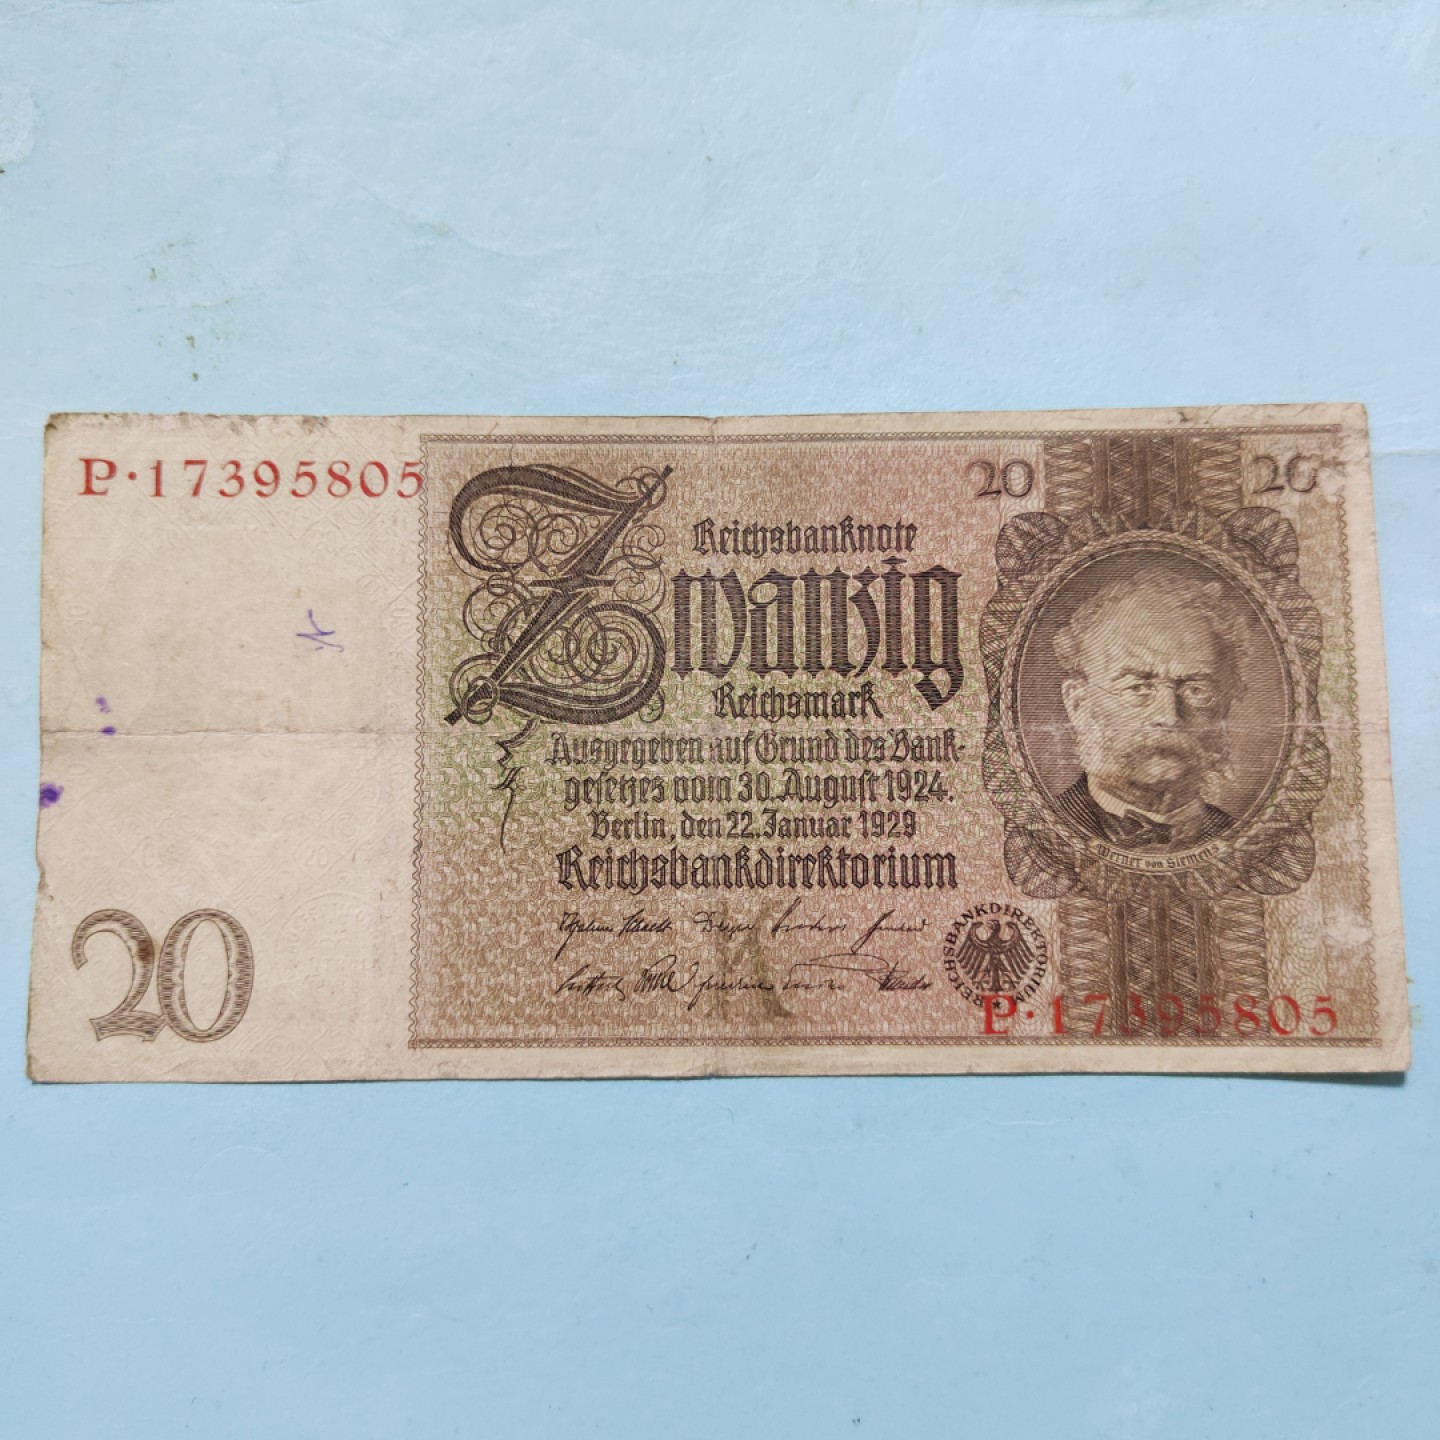 P·17395805
20
20
Reichsbanknote
Zwanzig
Reichsmark
Ausgegeben auf Grund des Bank-
gesetzes vom 30. August 1924.
Berlin, den 22. Januar 1929
Reichsbankdirektorium
Werner von Siemens
REICHSBANKDIREKTORIUM
20
P·17395805